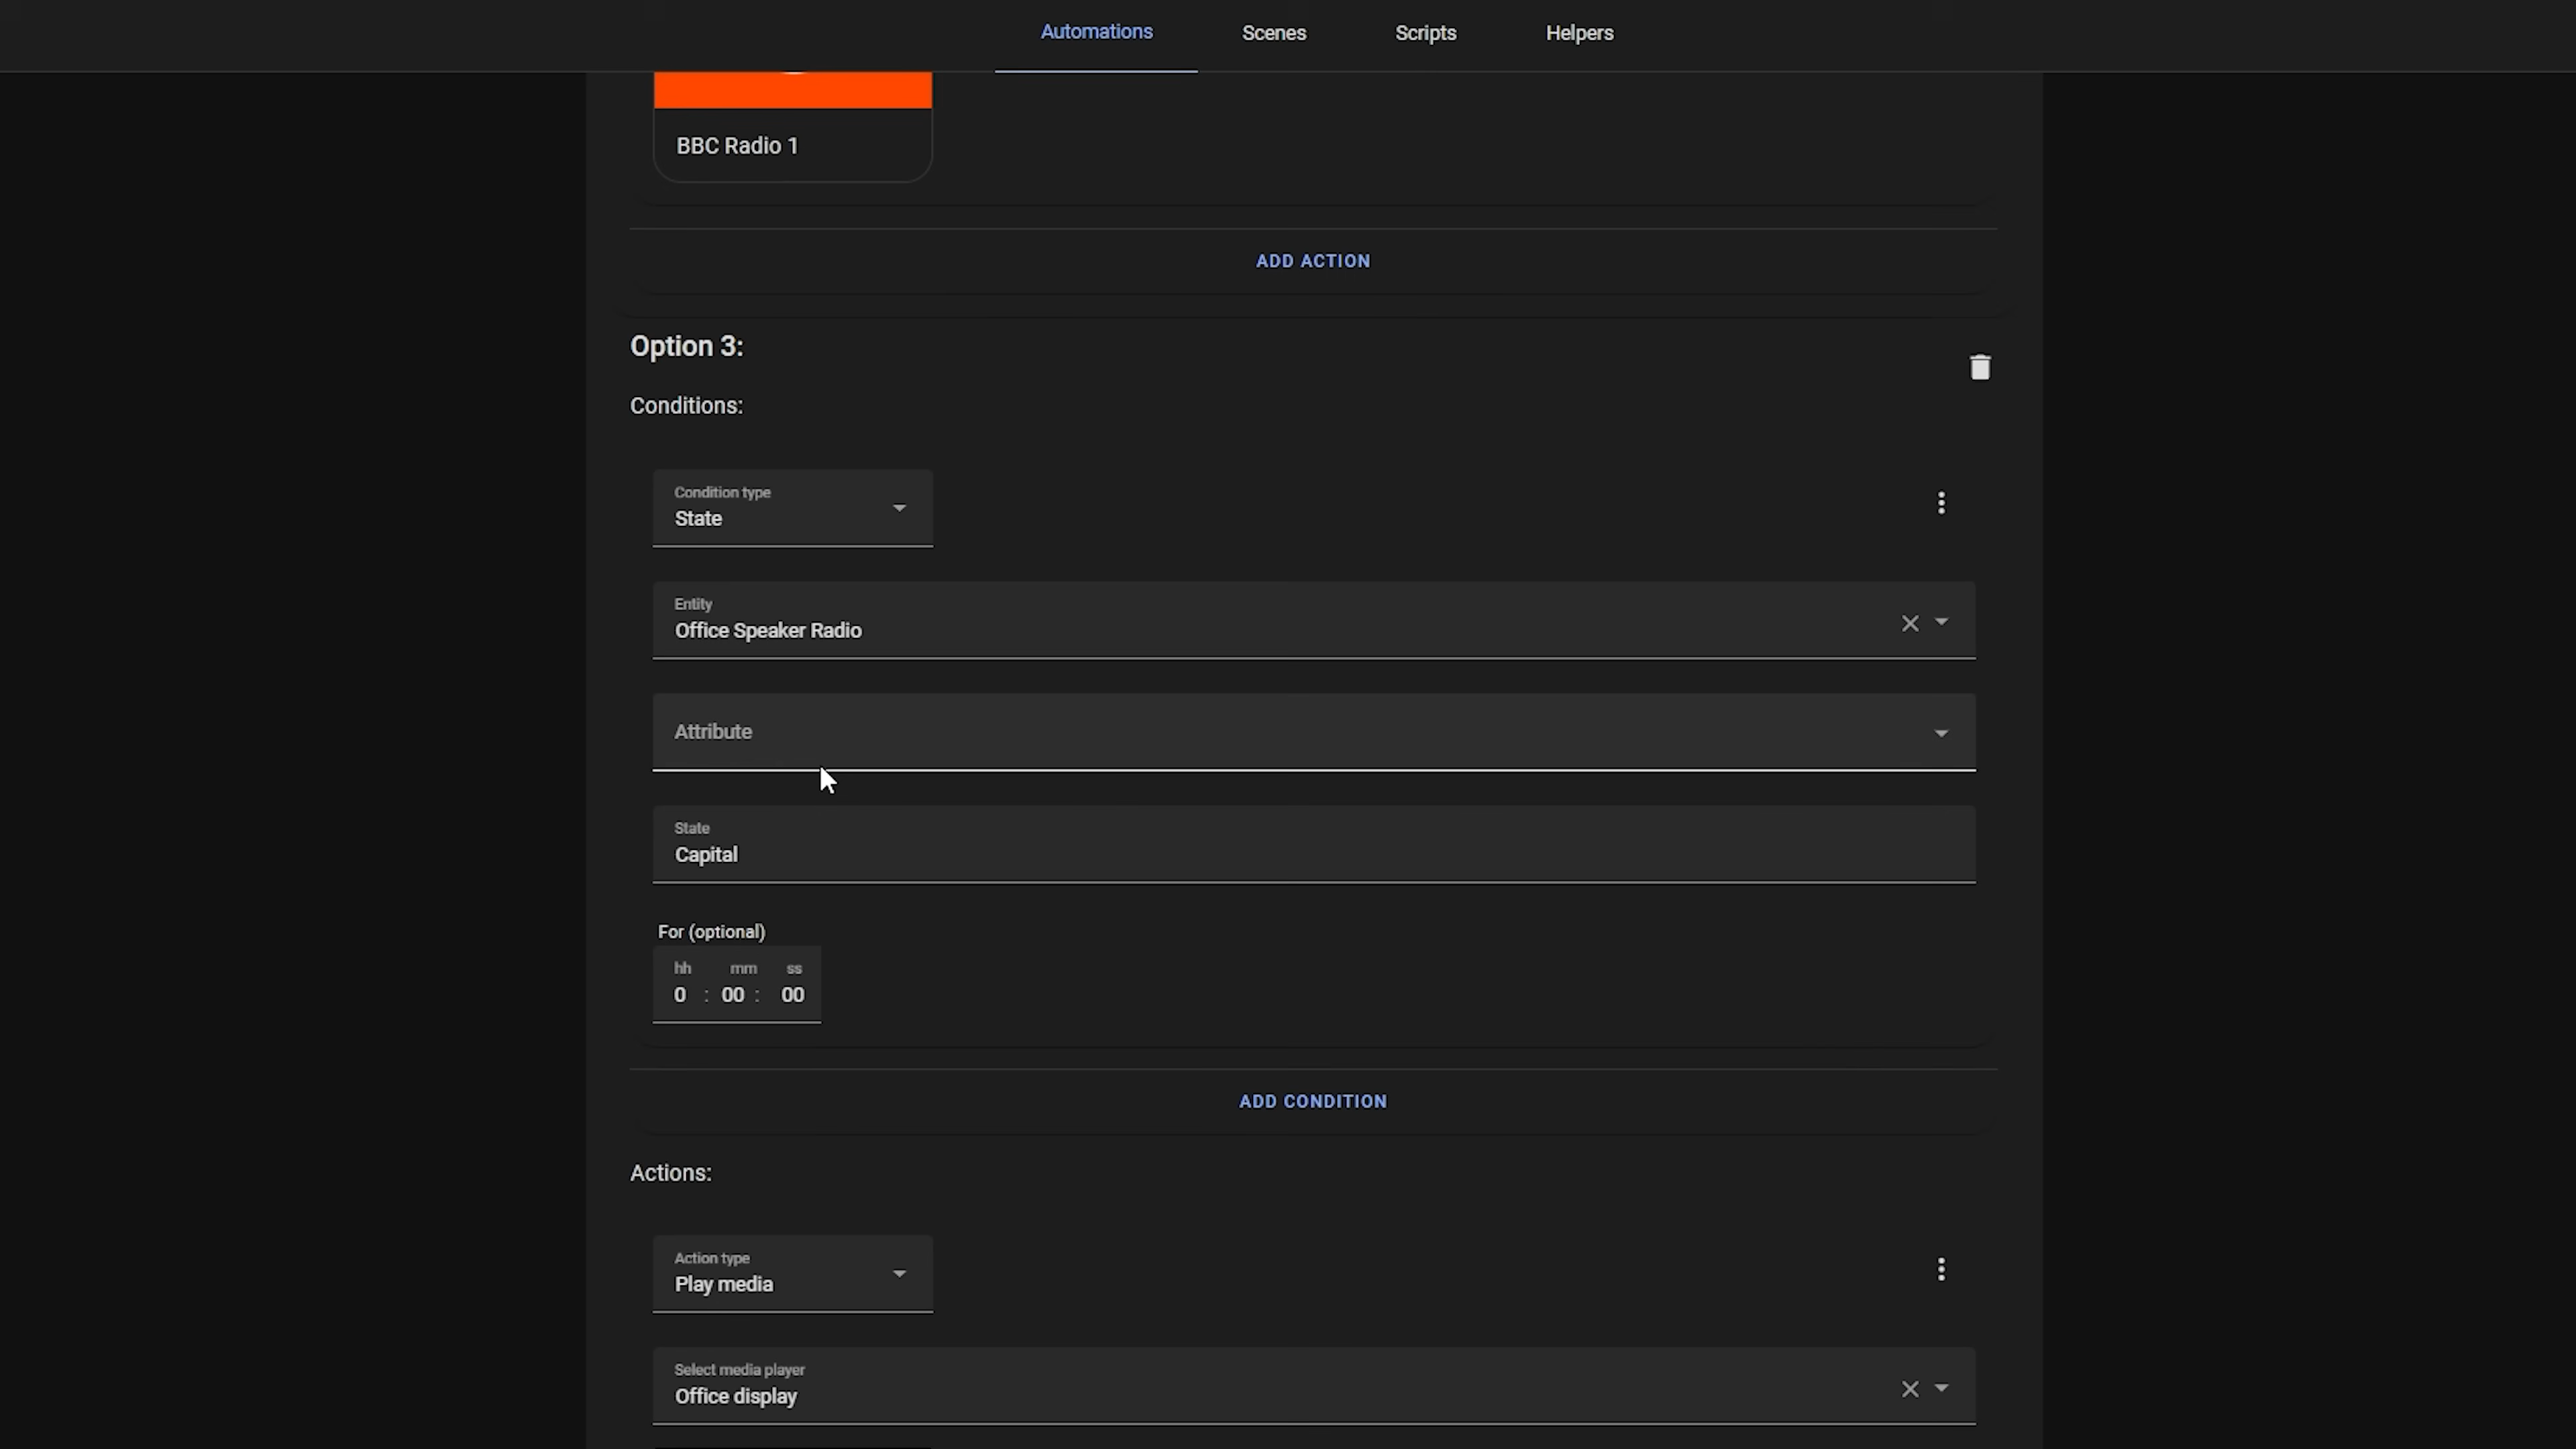 Automations
Scenes
Scripts
Helpers
BBC Radio 1
ADD ACTION
Option 3:
Conditions:
Condition type
State
Entity
Office Speaker Radio
Attribute
State
Capital
For (optional)
hh mm ss
0 : 00 : 00
ADD CONDITION
Actions:
Action type
Play media
Select media player
Office display